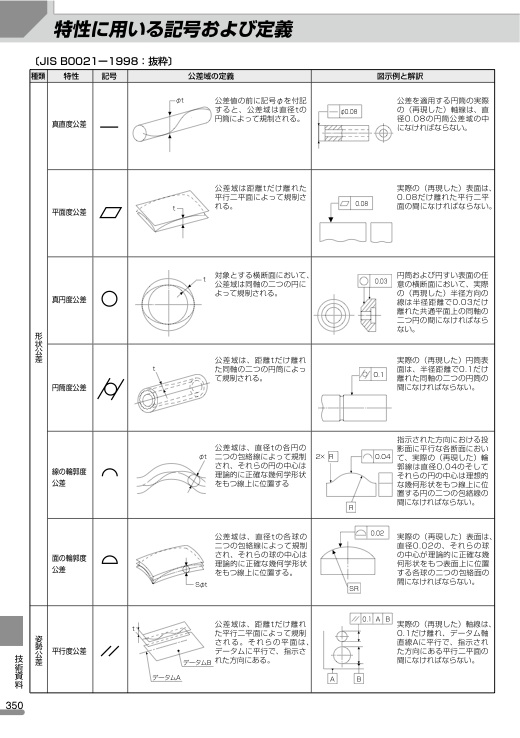 特性に用いる記号および定義
〔JIS B0021－1998：抜粋〕
種類 特性 記号 公差域の定義 図示例と解釈
形状公差
真直度公差
φt
公差値の前に記号φを付記
すると、公差域は直径tの
円筒によって規制される。
φ0.08
公差を適用する円筒の実際
の（再現した）軸線は、直
径0.08の円筒公差域の中
になければならない。
平面度公差
t
公差域は距離tだけ離れた
平行二平面によって規制さ
れる。
0.08
実際の（再現した）表面は、
0.08だけ離れた平行二平
面の間になければならない。
真円度公差
t
対象とする横断面において、
公差域は同軸の二つの円に
よって規制される。
0.03
円筒および円すい表面の任
意の横断面において、実際
の（再現した）半径方向の
線は半径距離で0.03だけ
離れた共通平面上の同軸の
二つ円の間になければなら
ない。
円筒度公差
t
公差域は、距離tだけ離れ
た同軸の二つの円筒によっ
て規制される。
0.1
実際の（再現した）円筒表
面は、半径距離で0.1だけ
離れた同軸の二つの円筒の
間になければならない。
線の輪郭度
公差
φt
公差域は、直径tの各円の
二つの包絡線によって規制
され、それらの円の中心は
理論的に正確な幾何学形状
をもつ線上に位置する
2× R
0.04
R
指示された方向における投
影面に平行な各断面におい
て、実際の（再現した）輪
郭線は直径0.04のそして
それらの円の中心は理想的
な幾何形状をもつ線上に位
置する円の二つの包絡線の
間になければならない。
面の輪郭度
公差
Sφt
公差域は、直径tの各球の
二つの包絡線によって規制
され、それらの球の中心は
理論的に正確な幾何学形状
をもつ線上に位置する。
0.02
SR
実際の（再現した）表面は、
直径0.02の、それらの球
の中心が理論的に正確な幾
何形状をもつ表面上に位置
する各球の二つの包絡面の
間になければならない。
姿勢公差
平行度公差
//
t
データムB
データムA
公差域は、距離tだけ離れ
た平行二平面によって規制
される。それらの平面は、
データムに平行で、指示さ
れた方向にある。
// 0.1 A B
A
B
実際の（再現した）軸線は、
0.1だけ離れ、データム軸
直線Aに平行で、指示され
た方向にある平行二平面の
間になければならない。
技術資料
350